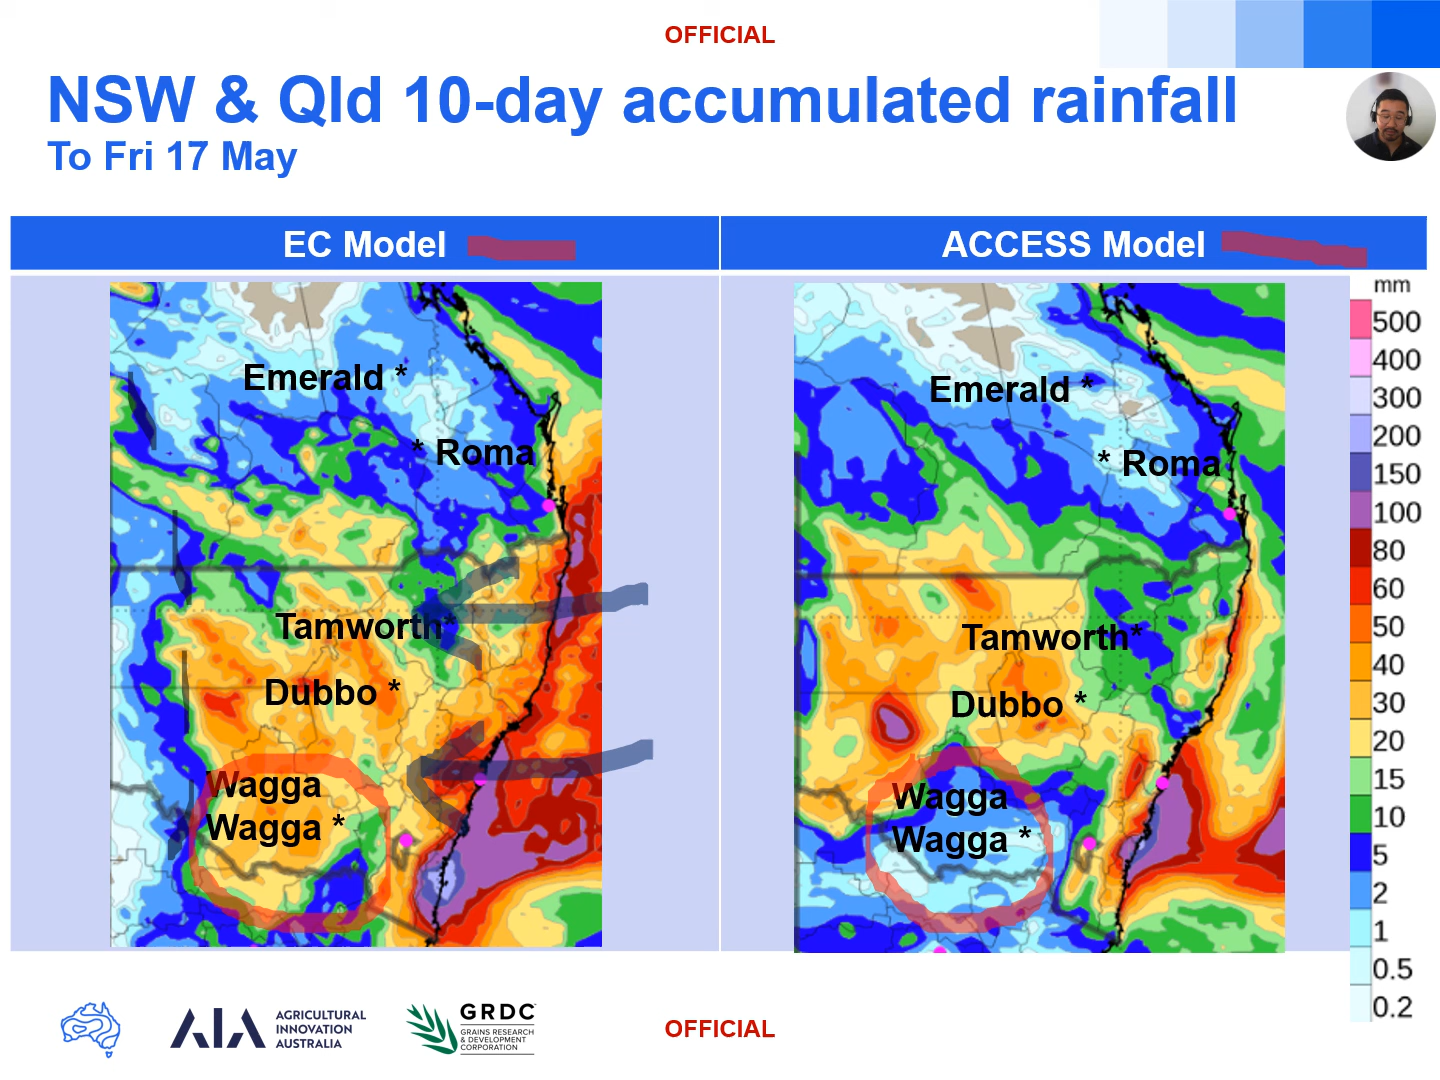 OFFICIAL
NSW & Qld 10-day accumulated rainfall
To Fri 17 May
EC Model
ACCESS Model
mm
500
400
300
200
150
100
80
60
50
40
30
20
15
10
5
2
1
0.5
0.2
Emerald *
* Roma
Tamworth*
Dubbo *
Wagga
Wagga *
Emerald *
* Roma
Tamworth*
Dubbo *
Wagga
Wagga *
AIA
AGRICULTURAL
INNOVATION
AUSTRALIA
GRDC
GRAINS RESEARCH
& DEVELOPMENT
CORPORATION
OFFICIAL